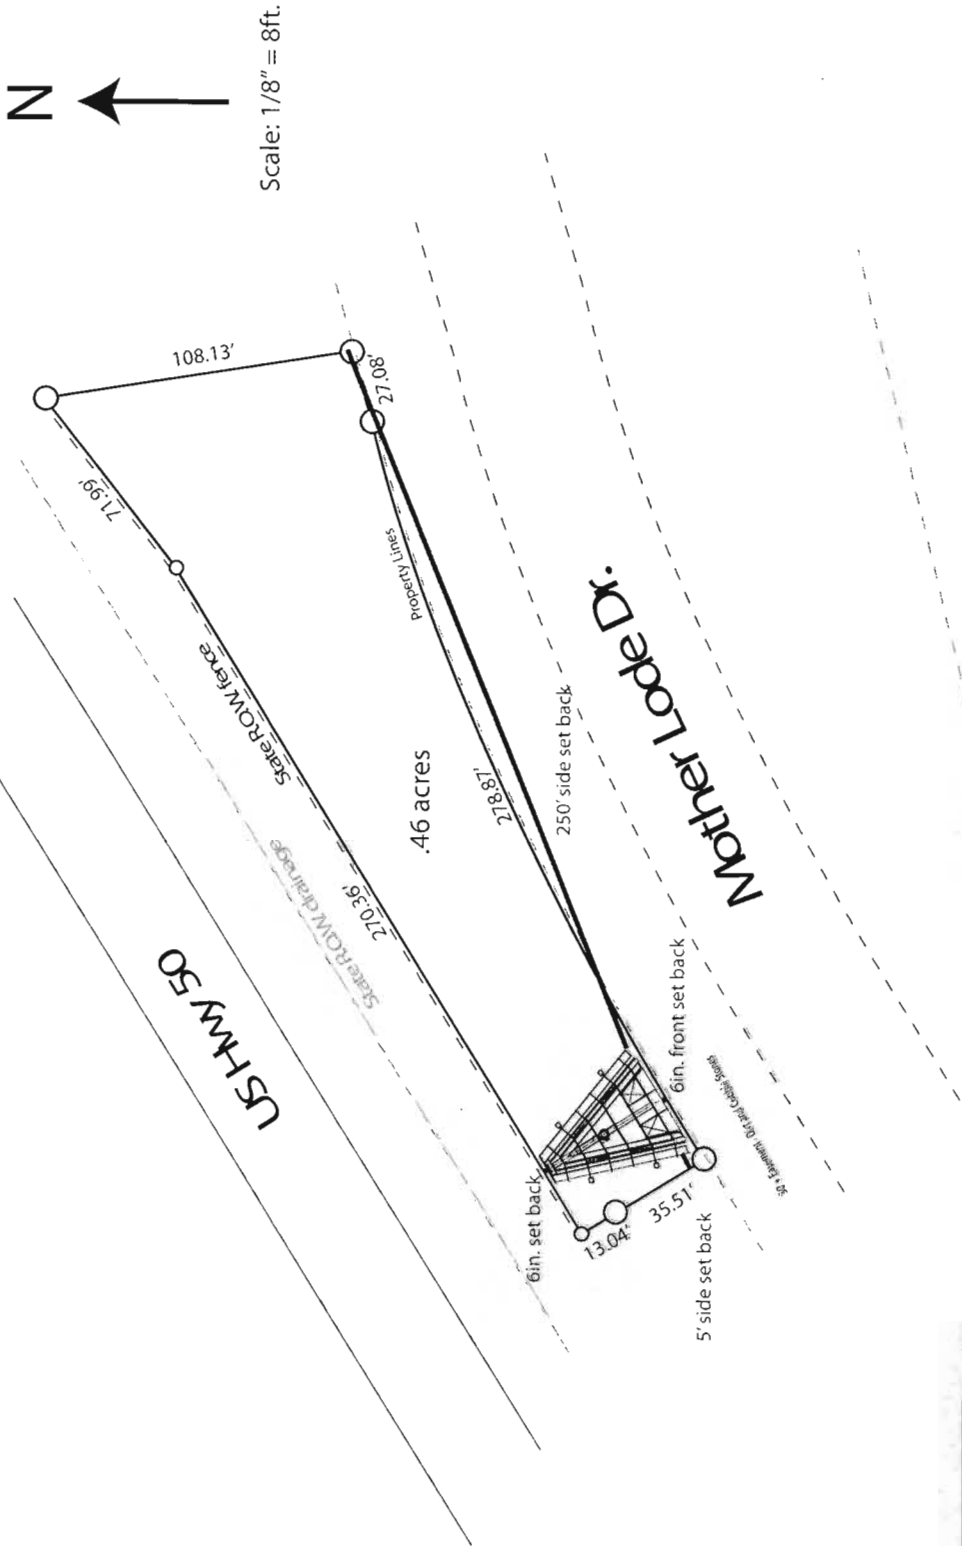 N
Scale: 1/8" = 8ft.
108.13'
27.08'
71.99'
Property Lines
State R.O.W. fence
278.87'
.46 acres
250' side set back
Mother Lode Dr.
State R.O.W. drainage
270.36'
US Hwy 50
6in. front set back
6in. set back
35.51'
13.04'
5' side set back